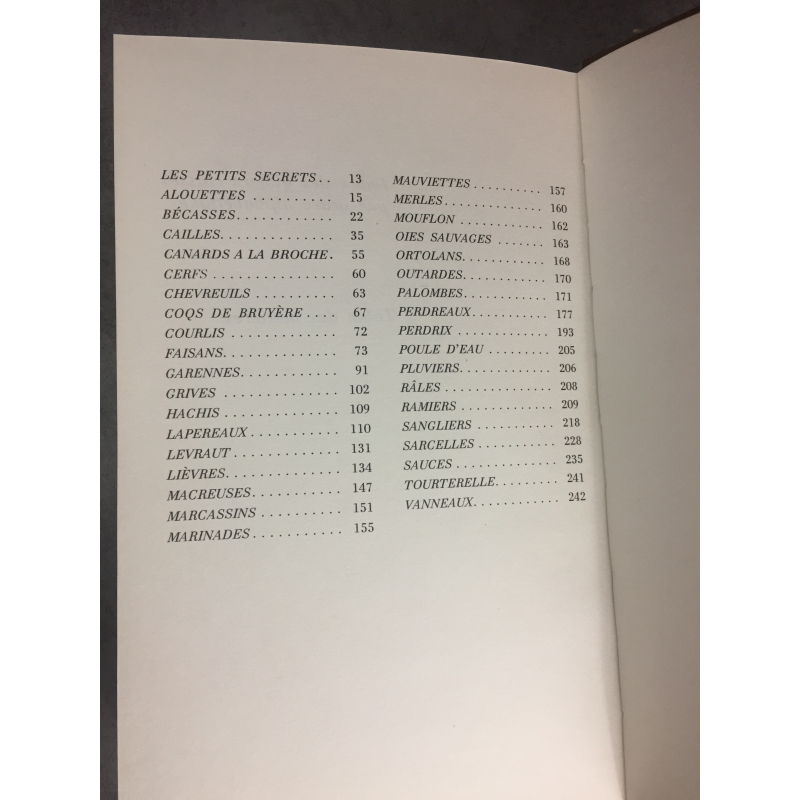 LES PETITS SECRETS . . 13
ALOUETTES . . . . . . . . . . 15
BÉCASSES . . . . . . . . . . . . 22
CAILLES . . . . . . . . . . . . . . 35
CANARDS A LA BROCHE . 55
CERFS . . . . . . . . . . . . . . . 60
CHEVREUILS . . . . . . . . . . 63
COQS DE BRUYÈRE . . . . 67
COURLIS . . . . . . . . . . . . . 72
FAISANS . . . . . . . . . . . . . . 73
GARENNES . . . . . . . . . . . . 91
GRIVES . . . . . . . . . . . . . . 102
HACHIS . . . . . . . . . . . . . . 109
LAPEREAUX . . . . . . . . . . . 110
LEVRAUT . . . . . . . . . . . . . 131
LIÈVRES . . . . . . . . . . . . . . 134
MACREUSES . . . . . . . . . . . 147
MARCASSINS . . . . . . . . . . 151
MARINADES . . . . . . . . . . . 155
MAUVIETTES . . . . . . . . . . 157
MERLES . . . . . . . . . . . . . . 160
MOUFLON . . . . . . . . . . . . 162
OIES SAUVAGES . . . . . . . 163
ORTOLANS . . . . . . . . . . . . 168
OUTARDES . . . . . . . . . . . . 170
PALOMBES . . . . . . . . . . . . 171
PERDREAUX . . . . . . . . . . . 177
PERDRIX . . . . . . . . . . . . . 193
POULE D'EAU . . . . . . . . . 205
PLUVIERS . . . . . . . . . . . . . 206
RÂLES . . . . . . . . . . . . . . . 208
RAMIERS . . . . . . . . . . . . . 209
SANGLIERS . . . . . . . . . . . 218
SARCELLES . . . . . . . . . . . 228
SAUCES . . . . . . . . . . . . . . 235
TOURTERELLE . . . . . . . . . 241
VANNEAUX . . . . . . . . . . . . 242